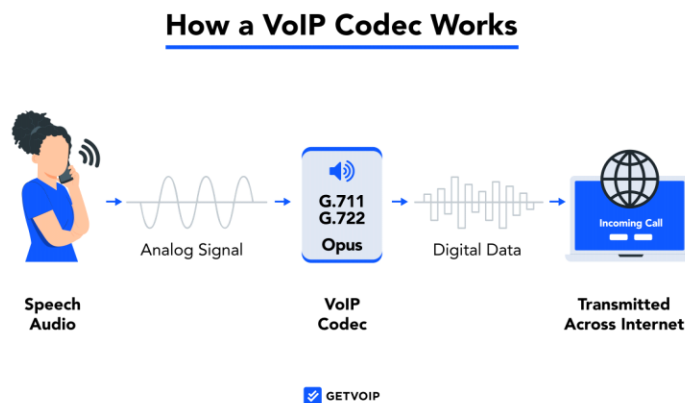 How a VoIP Codec Works
G.711
G.722
Opus
Analog Signal
Digital Data
Incoming Call
Speech
Audio
VoIP
Codec
Transmitted
Across Internet
GETVOIP